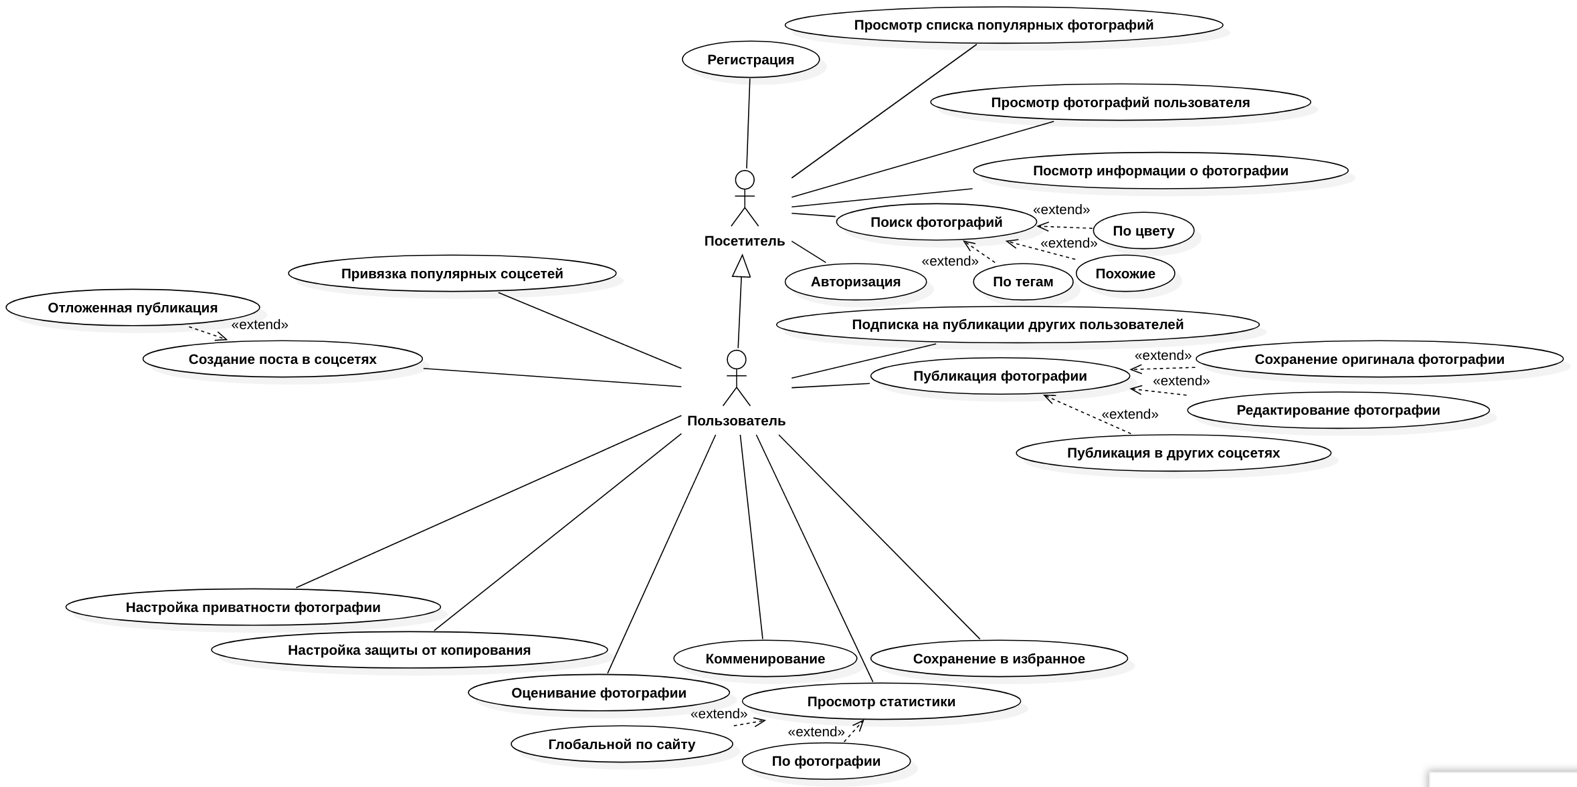 Просмотр списка популярных фотографий
Регистрация
Просмотр фотографий пользователя
Посмотр информации о фотографии
Поиск фотографий
«extend»
По цвету
Посетитель
«extend»
«extend»
Привязка популярных соцсетей
Авторизация
По тегам
Похожие
Отложенная публикация
«extend»
Подписка на публикации других пользователей
Создание поста в соцсетях
«extend»
Сохранение оригинала фотографии
Публикация фотографии
«extend»
Редактирование фотографии
«extend»
Пользователь
Публикация в других соцсетях
Настройка приватности фотографии
Настройка защиты от копирования
Комменирование
Сохранение в избранное
Оценивание фотографии
Просмотр статистики
«extend»
«extend»
Глобальной по сайту
По фотографии